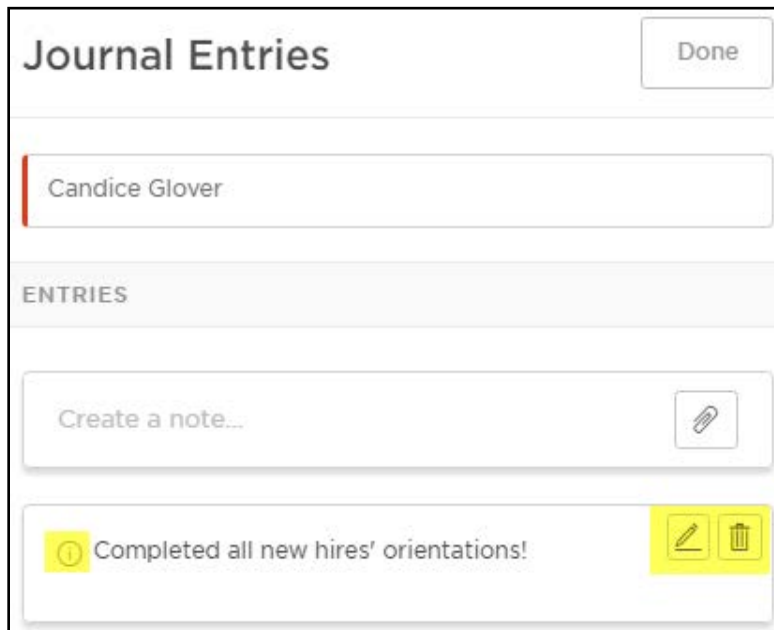 Journal Entries
Done
Candice Glover
ENTRIES
Create a note...
Completed all new hires' orientations!